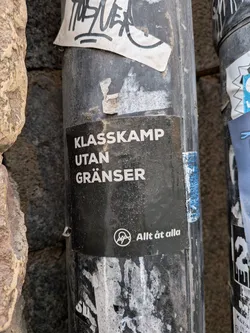 KLASSKAMP
UTAN
GRÄNSER
Allt åt alla